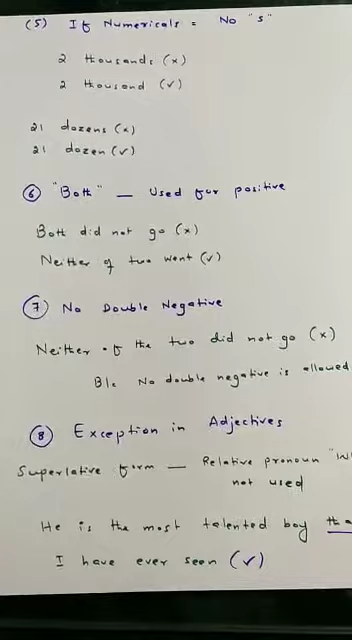 (5) If Numericals = No "s"
2 thousands (x)
2 thousand (✓)
21 dozens (x)
21 dozen (✓)
⑥ "Both" — Used for positive
Both did not go (x)
Neither of two went (✓)
⑦ No Double Negative
Neither of the two did not go (x)
B/c No double negative is allowed
⑧ Exception in Adjectives
Superlative form — Relative pronoun
not used
He is the most talented boy
I have ever seen (✓)